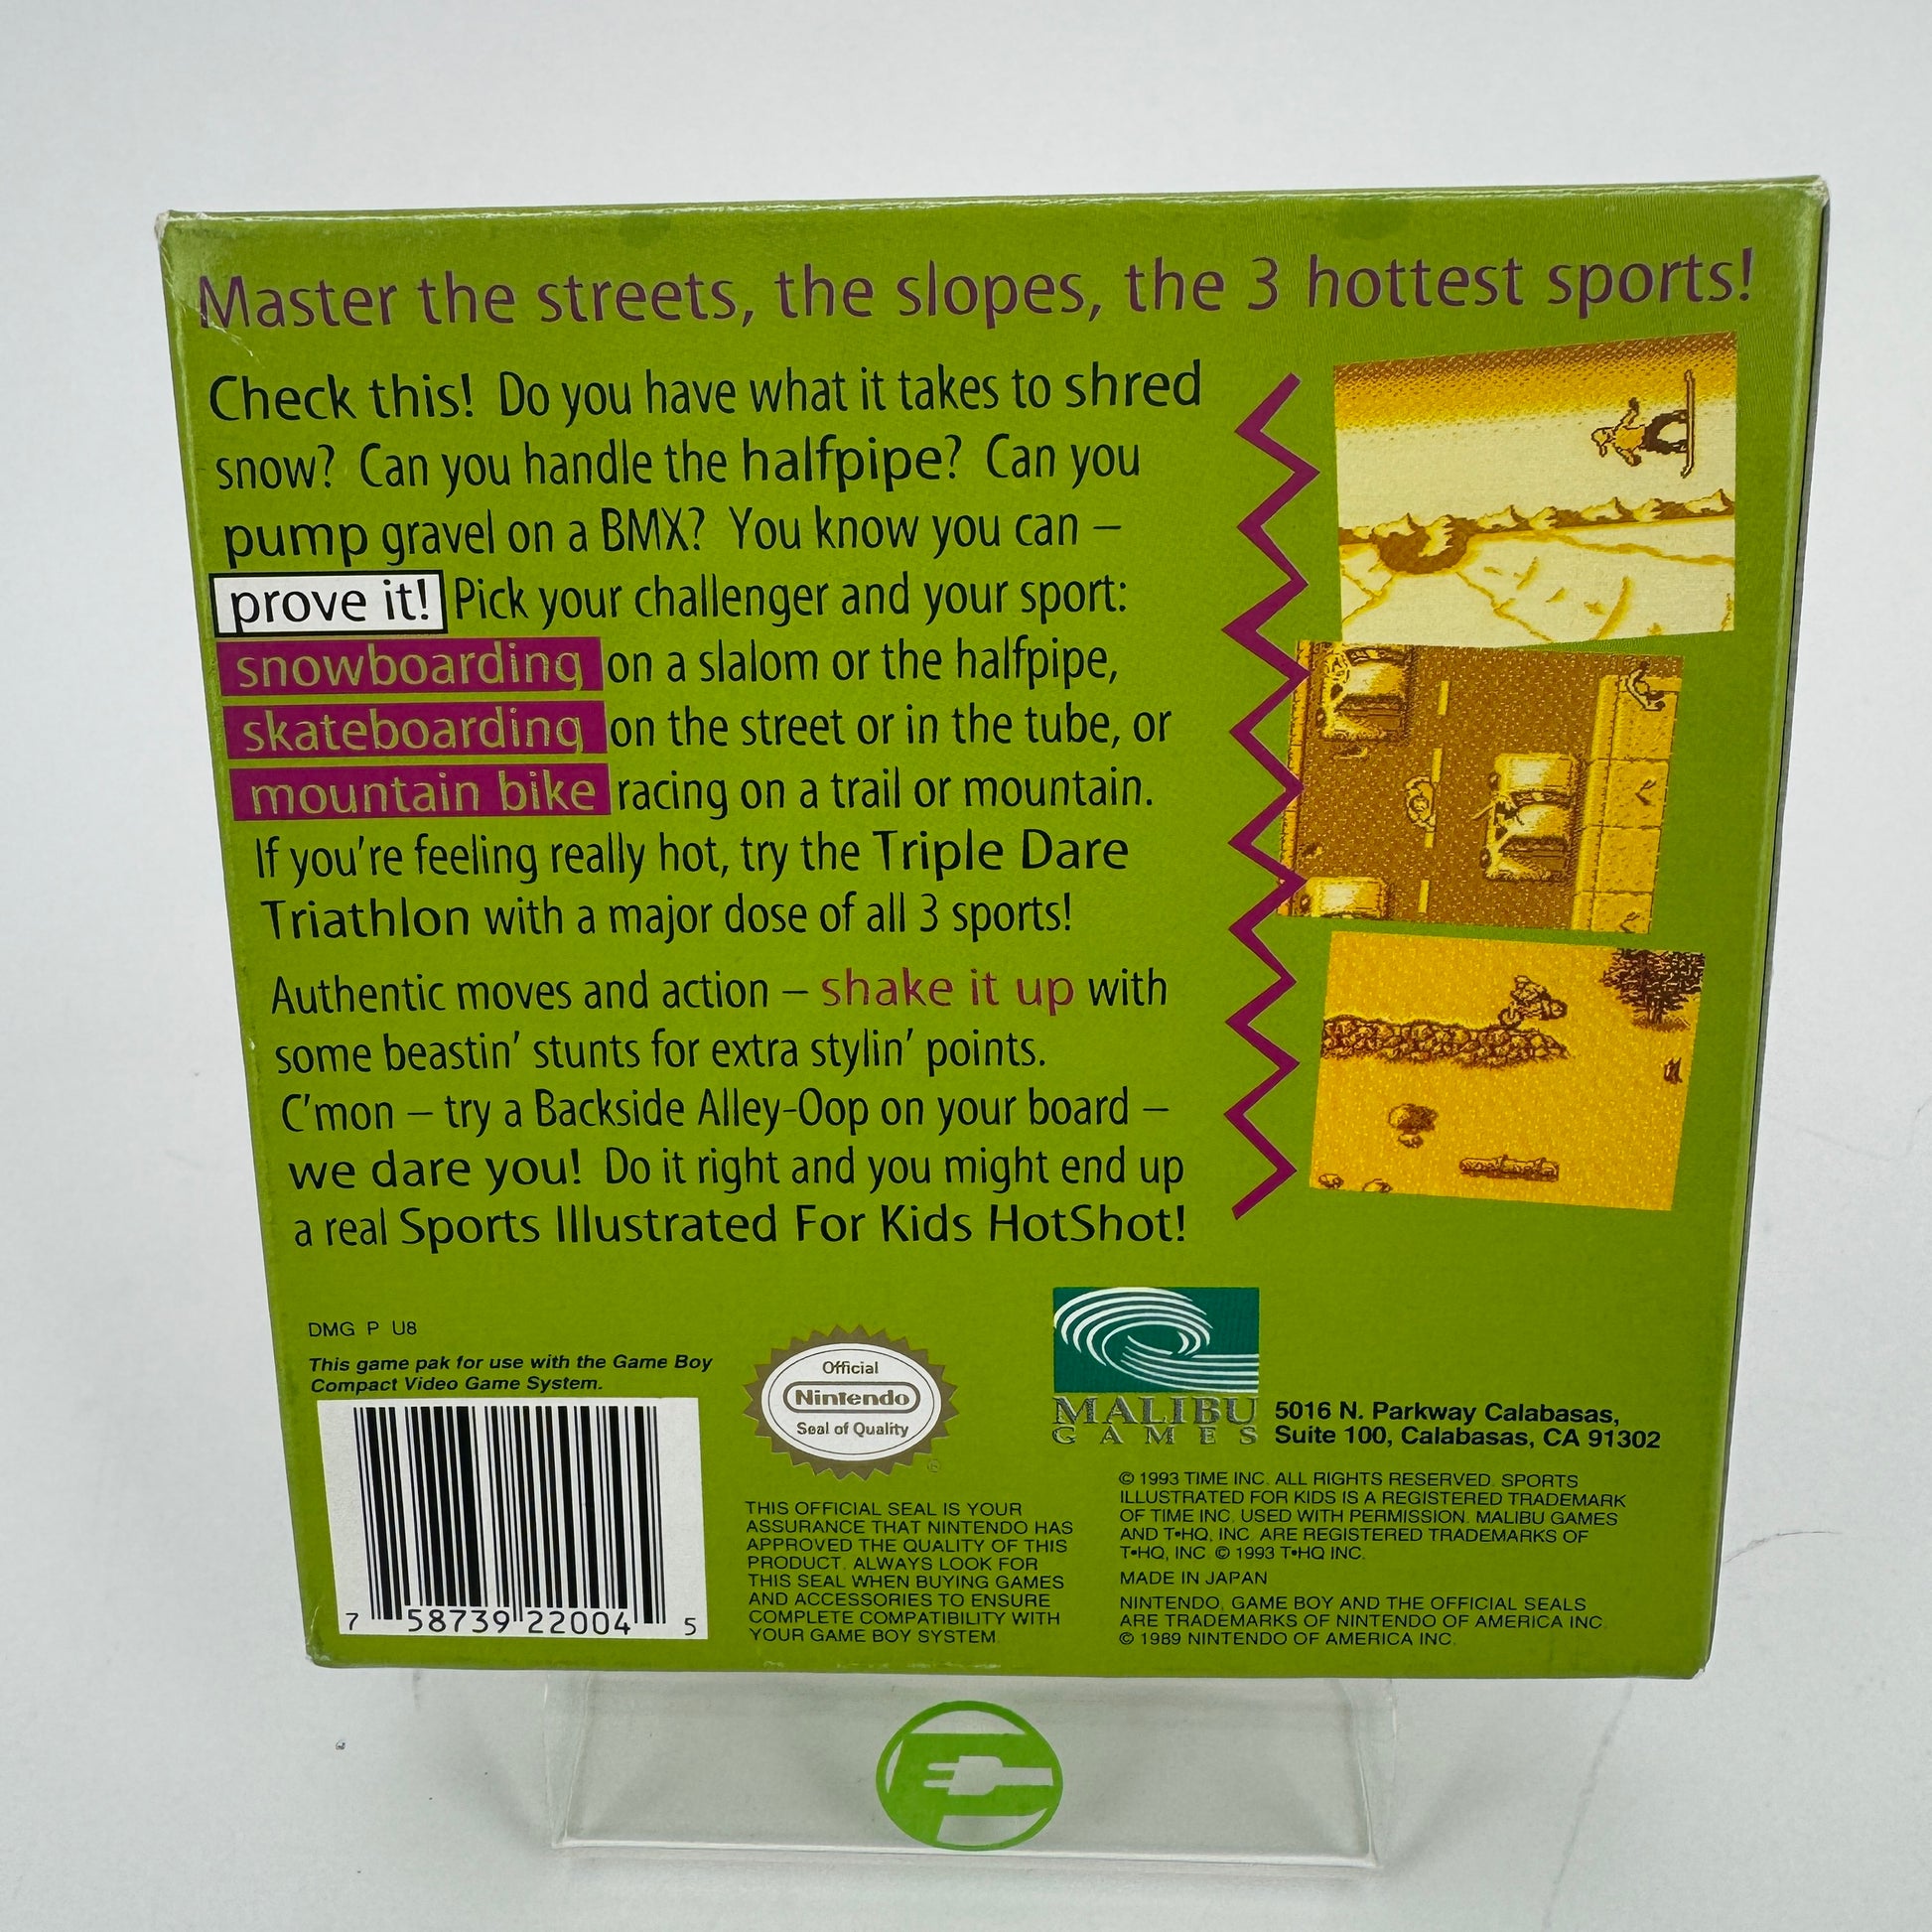 Master the streets, the slopes, the 3 hottest sports!
Check this! Do you have what it takes to shred
snow? Can you handle the halfpipe? Can you
pump gravel on a BMX? You know you can –
prove it! Pick your challenger and your sport:
snowboarding on a slalom or the halfpipe,
skateboarding on the street or in the tube, or
mountain bike racing on a trail or mountain.
If you're feeling really hot, try the Triple Dare
Triathlon with a major dose of all 3 sports!
Authentic moves and action – shake it up with
some beastin' stunts for extra stylin' points.
C'mon – try a Backside Alley-Oop on your board –
we dare you! Do it right and you might end up
a real Sports Illustrated For Kids HotShot!
DMG P U8
This game pak for use with the Game Boy
Compact Video Game System.
7 58739 22004 5
Official
Nintendo
Seal of Quality
®
THIS OFFICIAL SEAL IS YOUR
ASSURANCE THAT NINTENDO HAS
APPROVED THE QUALITY OF THIS
PRODUCT. ALWAYS LOOK FOR
THIS SEAL WHEN BUYING GAMES
AND ACCESSORIES TO ENSURE
COMPLETE COMPATIBILITY WITH
YOUR GAME BOY SYSTEM.
MALIBU
GAMES
5016 N. Parkway Calabasas,
Suite 100, Calabasas, CA 91302
© 1993 TIME INC. ALL RIGHTS RESERVED. SPORTS
ILLUSTRATED FOR KIDS IS A REGISTERED TRADEMARK
OF TIME INC. USED WITH PERMISSION. MALIBU GAMES
AND T•HQ, INC. ARE REGISTERED TRADEMARKS OF
T•HQ, INC. © 1993 T•HQ INC.
MADE IN JAPAN
NINTENDO, GAME BOY AND THE OFFICIAL SEALS
ARE TRADEMARKS OF NINTENDO OF AMERICA INC.
© 1989 NINTENDO OF AMERICA INC.